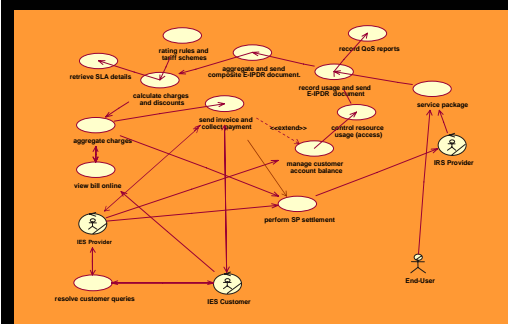 record QoS reports
rating rules and
tariff schemes
aggregate and send
composite E-IPDR document.
retrieve SLA details
record usage and send
E-IPDR document
calculate charges
and discounts
service package
send invoice and
collect payment
<<extend>>
control resource
usage (access)
aggregate charges
manage customer
account balance
IRS Provider
view bill online
perform SP settlement
IES Provider
End-User
resolve customer queries
IES Customer